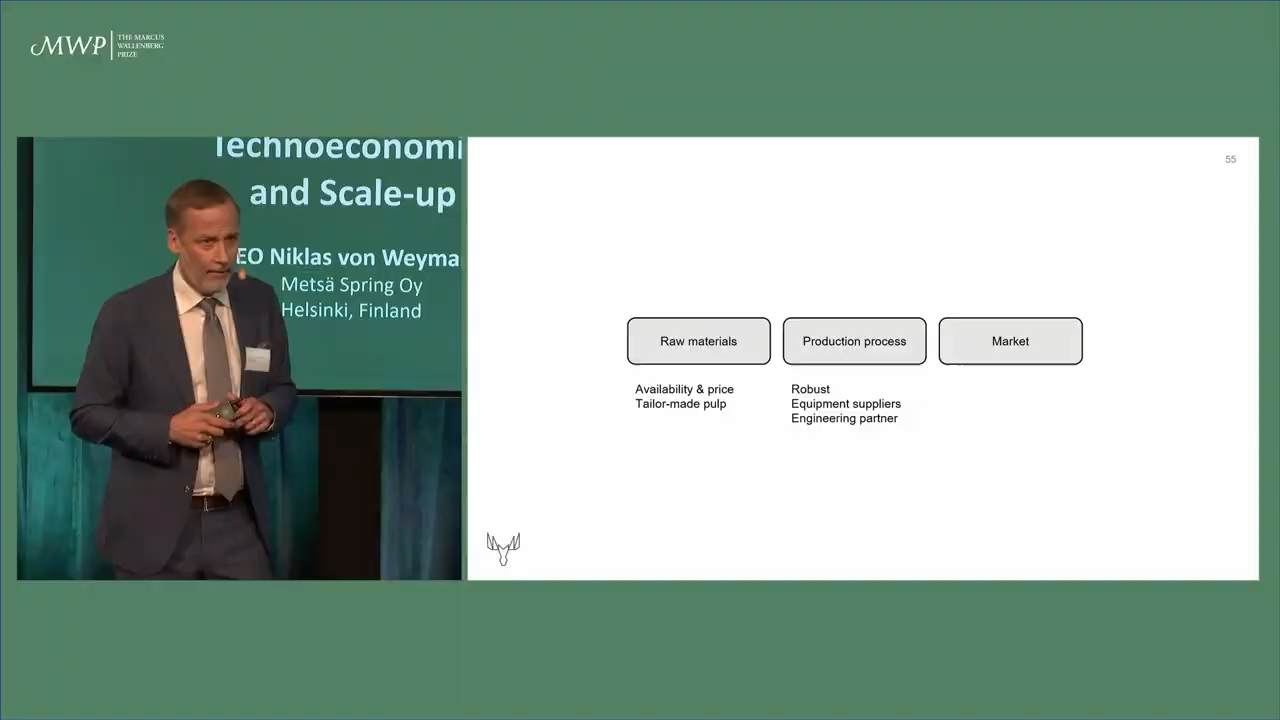 MWP THE MARCUS
WALLENBERG
PRIZE
Technoeconomi
and Scale-up
EO Niklas von Weyma
Metsä Spring Oy
Helsinki, Finland
55
Raw materials
Production process
Market
Availability & price
Tailor-made pulp
Robust
Equipment suppliers
Engineering partner